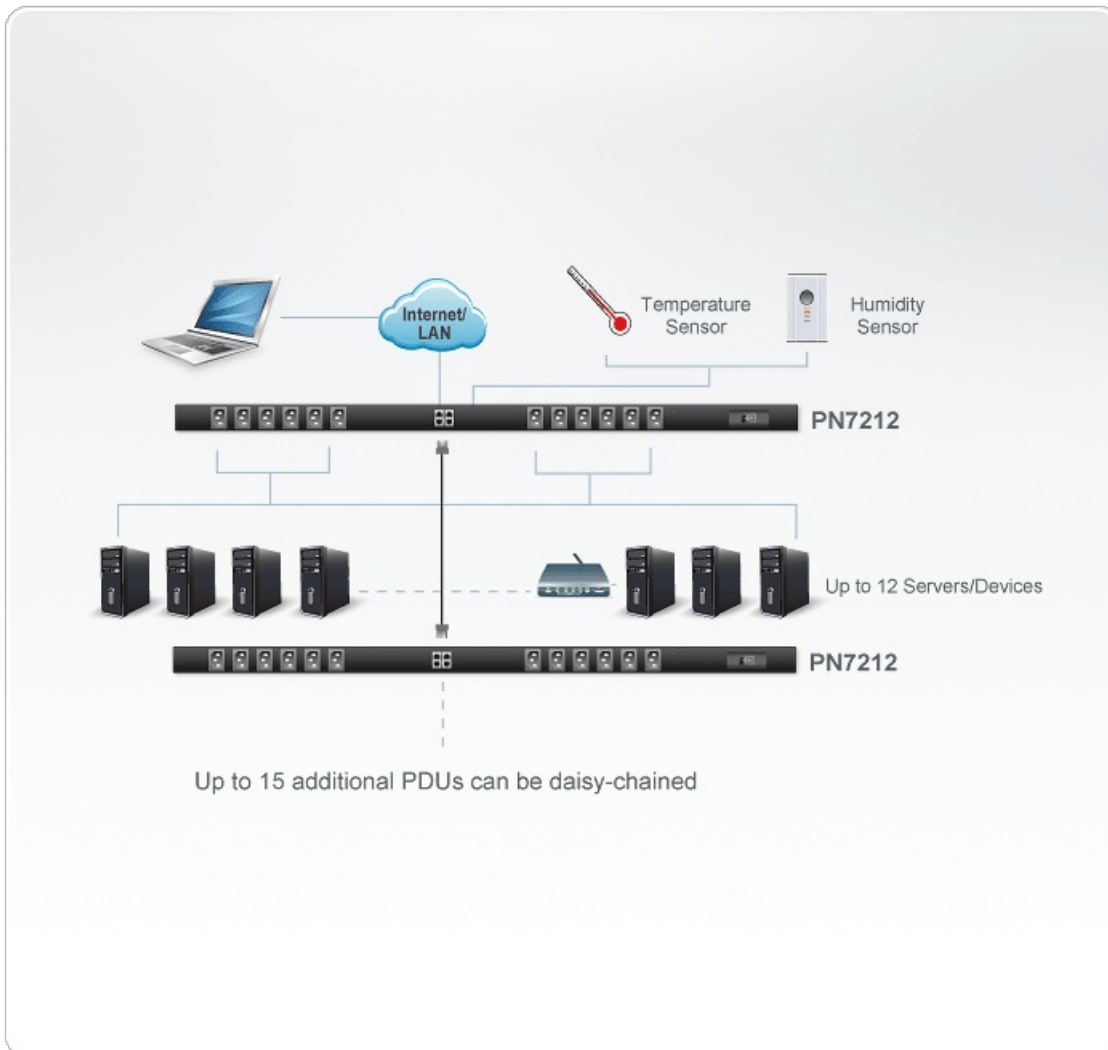 Internet/
LAN
Temperature
Sensor
Humidity
Sensor
PN7212
Up to 12 Servers/Devices
PN7212
Up to 15 additional PDUs can be daisy-chained